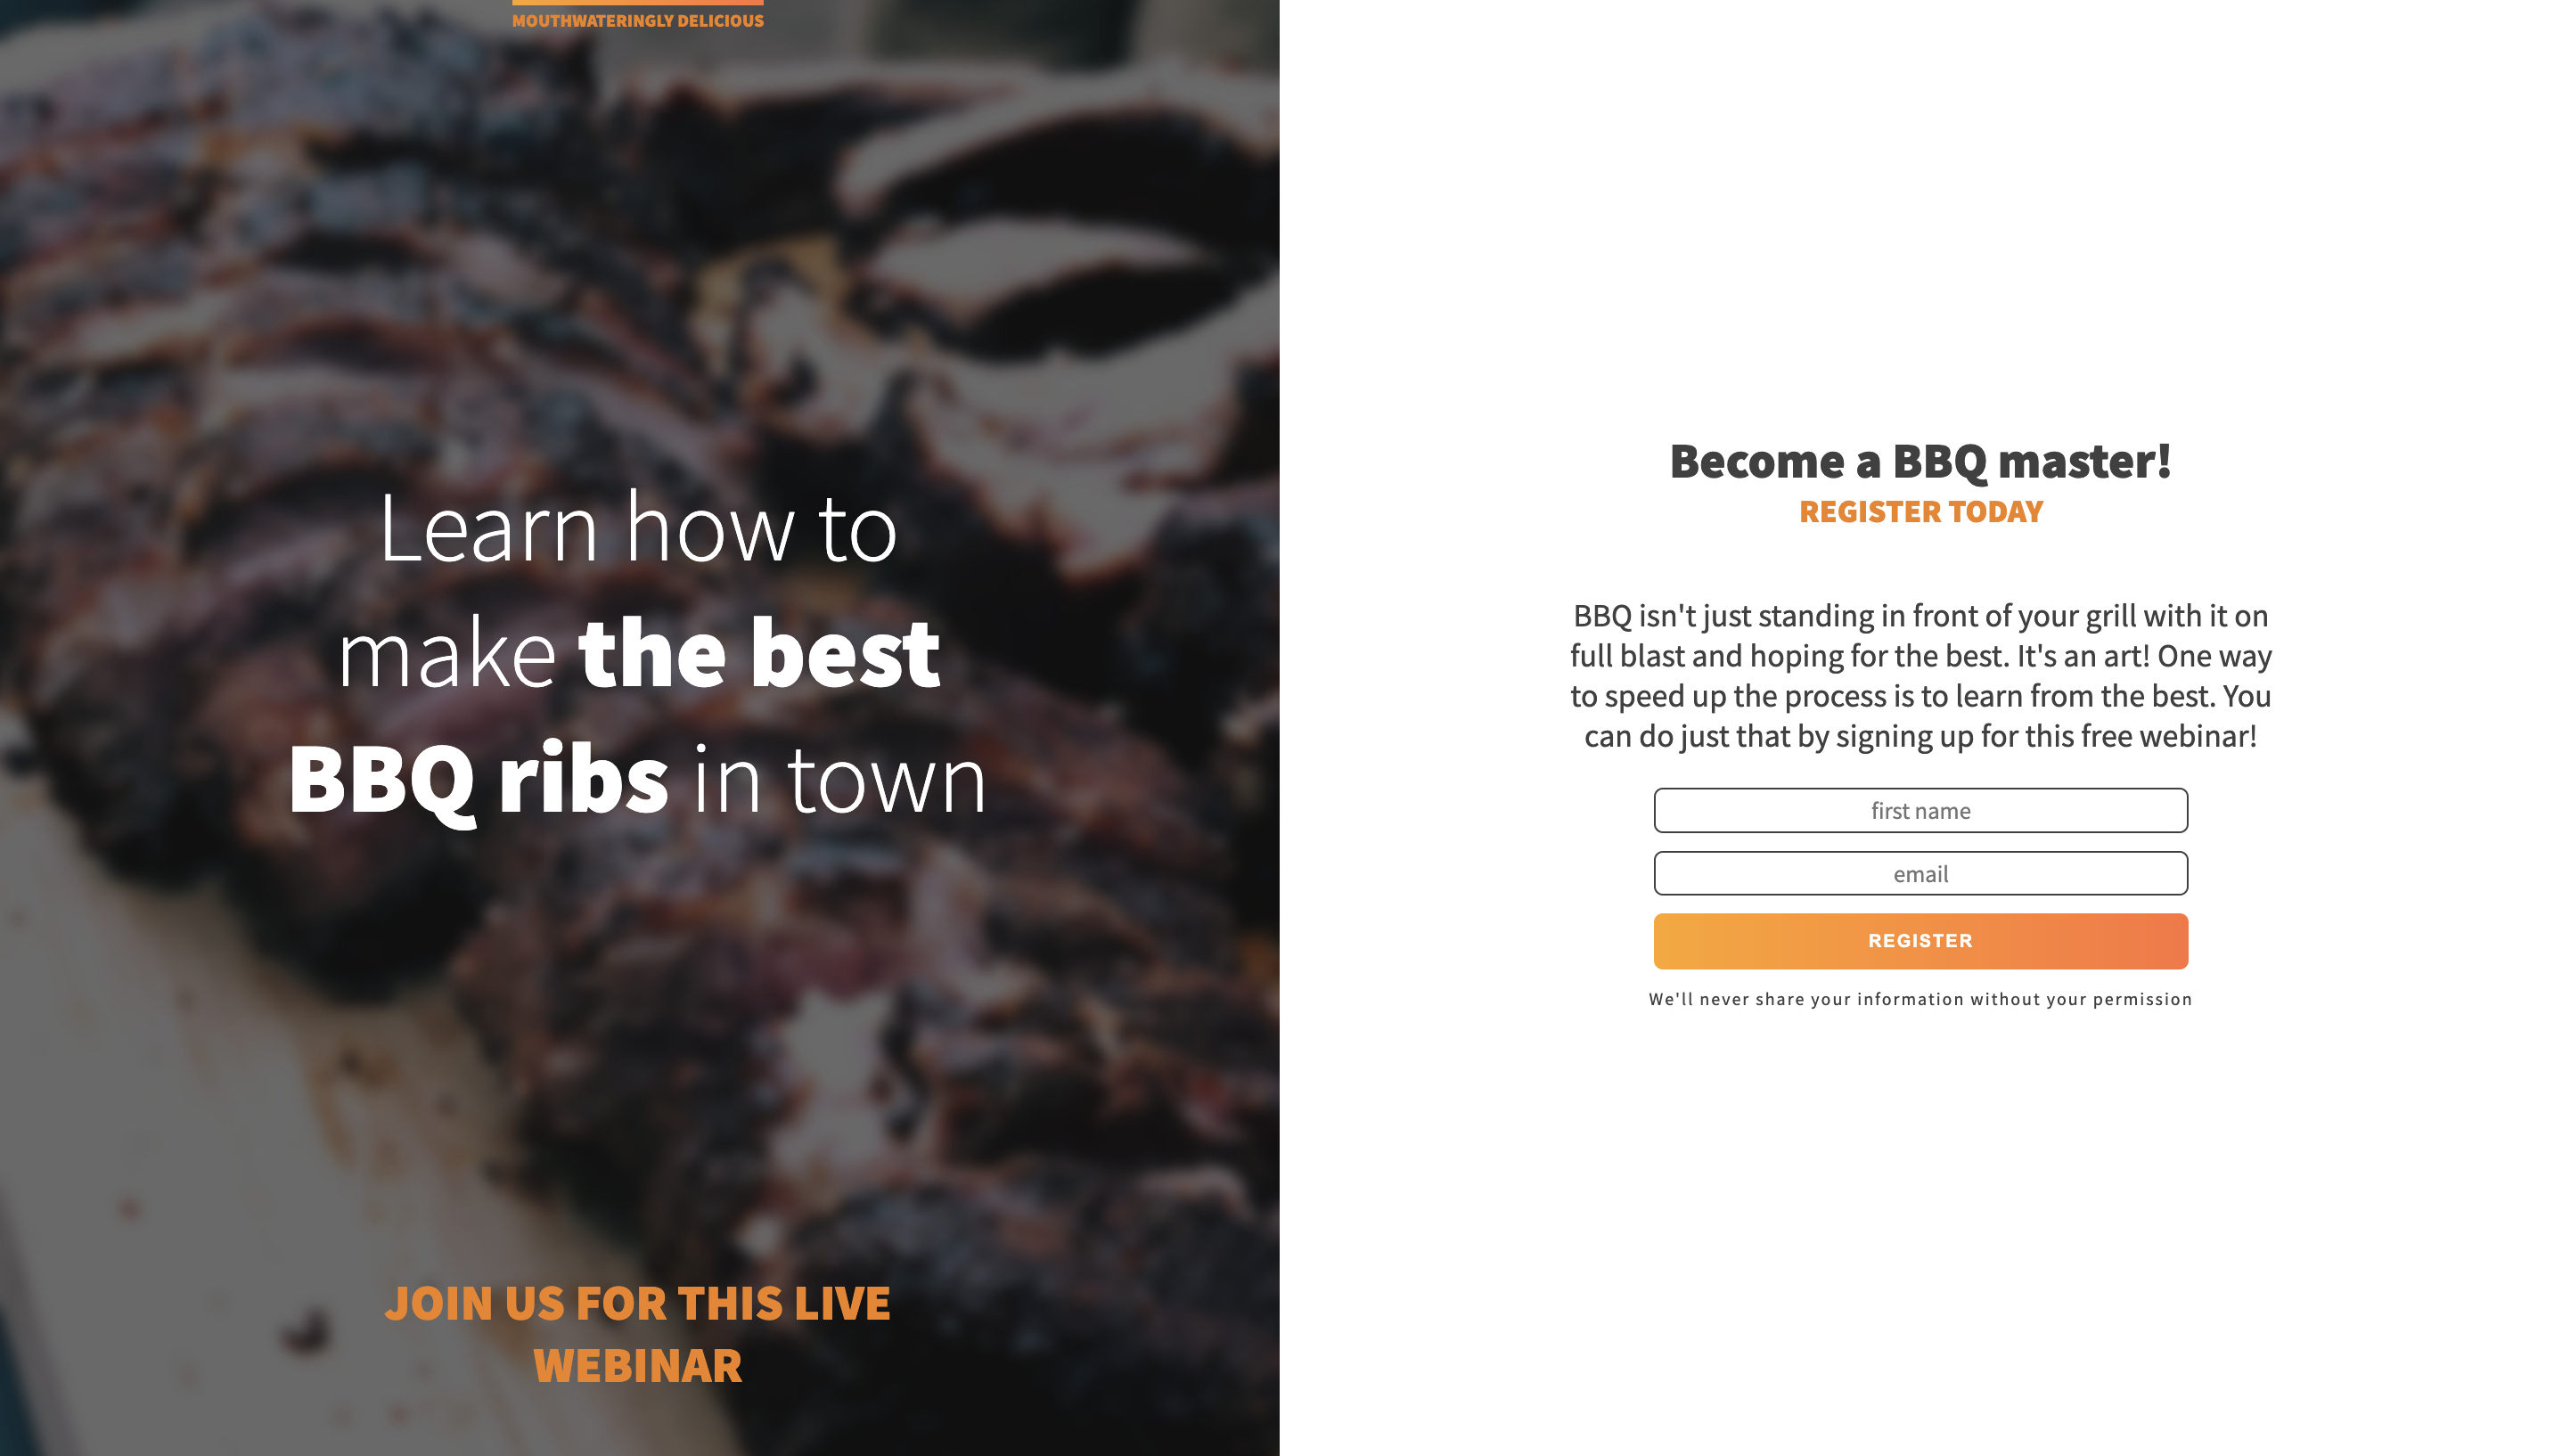 MOUTHWATERINGLY DELICIOUS
Learn how to
make the best
BBQ ribs in town
JOIN US FOR THIS LIVE
WEBINAR
Become a BBQ master!
REGISTER TODAY
BBQ isn't just standing in front of your grill with it on
full blast and hoping for the best. It's an art! One way
to speed up the process is to learn from the best. You
can do just that by signing up for this free webinar!
first name
email
REGISTER
We'll never share your information without your permission